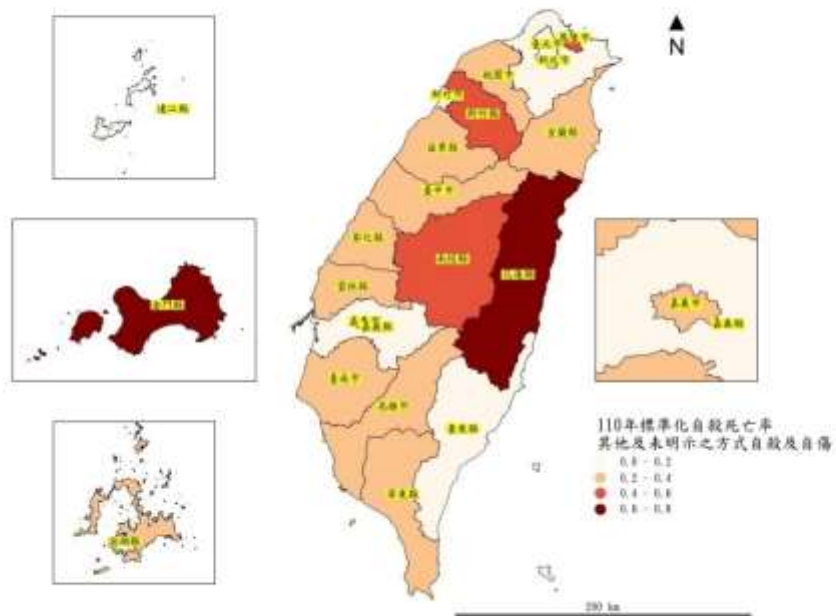 N
連江縣
基隆市
臺北市
新北市
桃園市
新竹市
新竹縣
宜蘭縣
苗栗縣
臺中市
彰化縣
南投縣
花蓮縣
金門縣
雲林縣
嘉義市
嘉義縣
嘉義市
嘉義縣
臺南市
高雄市
臺東縣
屏東縣
澎湖縣
110年標準化自殺死亡率
其他及未明示之方式自殺及自傷
0.0 - 0.2
0.2 - 0.4
0.4 - 0.6
0.6 - 0.8
200 km